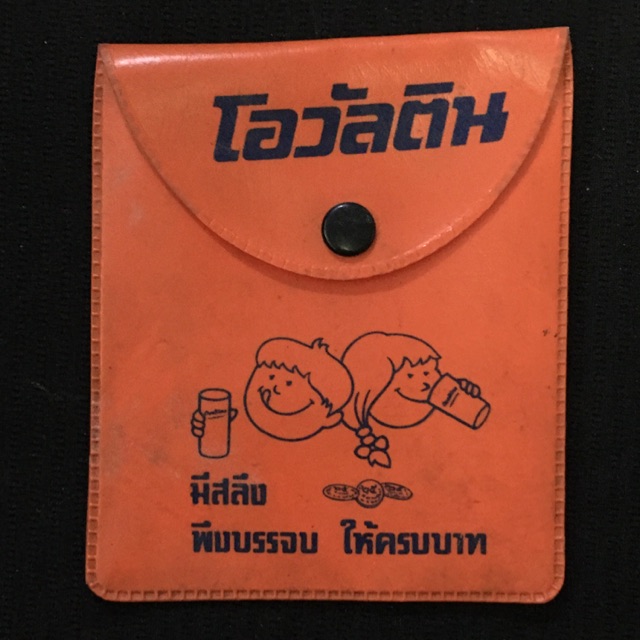 โอวัลติน
มีสลึง
พึงบรรจบ ให้ครบบาท